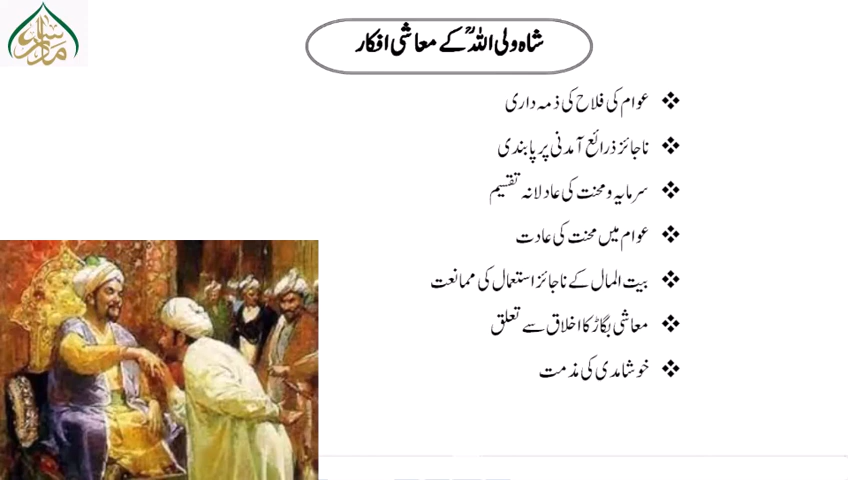 مدارس
شاہ ولی اللہؒ کے معاشی افکار
❖ عوام کی فلاح کی ذمہ داری
❖ ناجائز ذرائع آمدنی پر پابندی
❖ سرمایہ و محنت کی عادلانہ تقسیم
❖ عوام میں محنت کی عادت
❖ بیت المال کے ناجائز استعمال کی ممانعت
❖ معاشی بگاڑ کا اخلاق سے تعلق
❖ خوشامدی کی مذمت